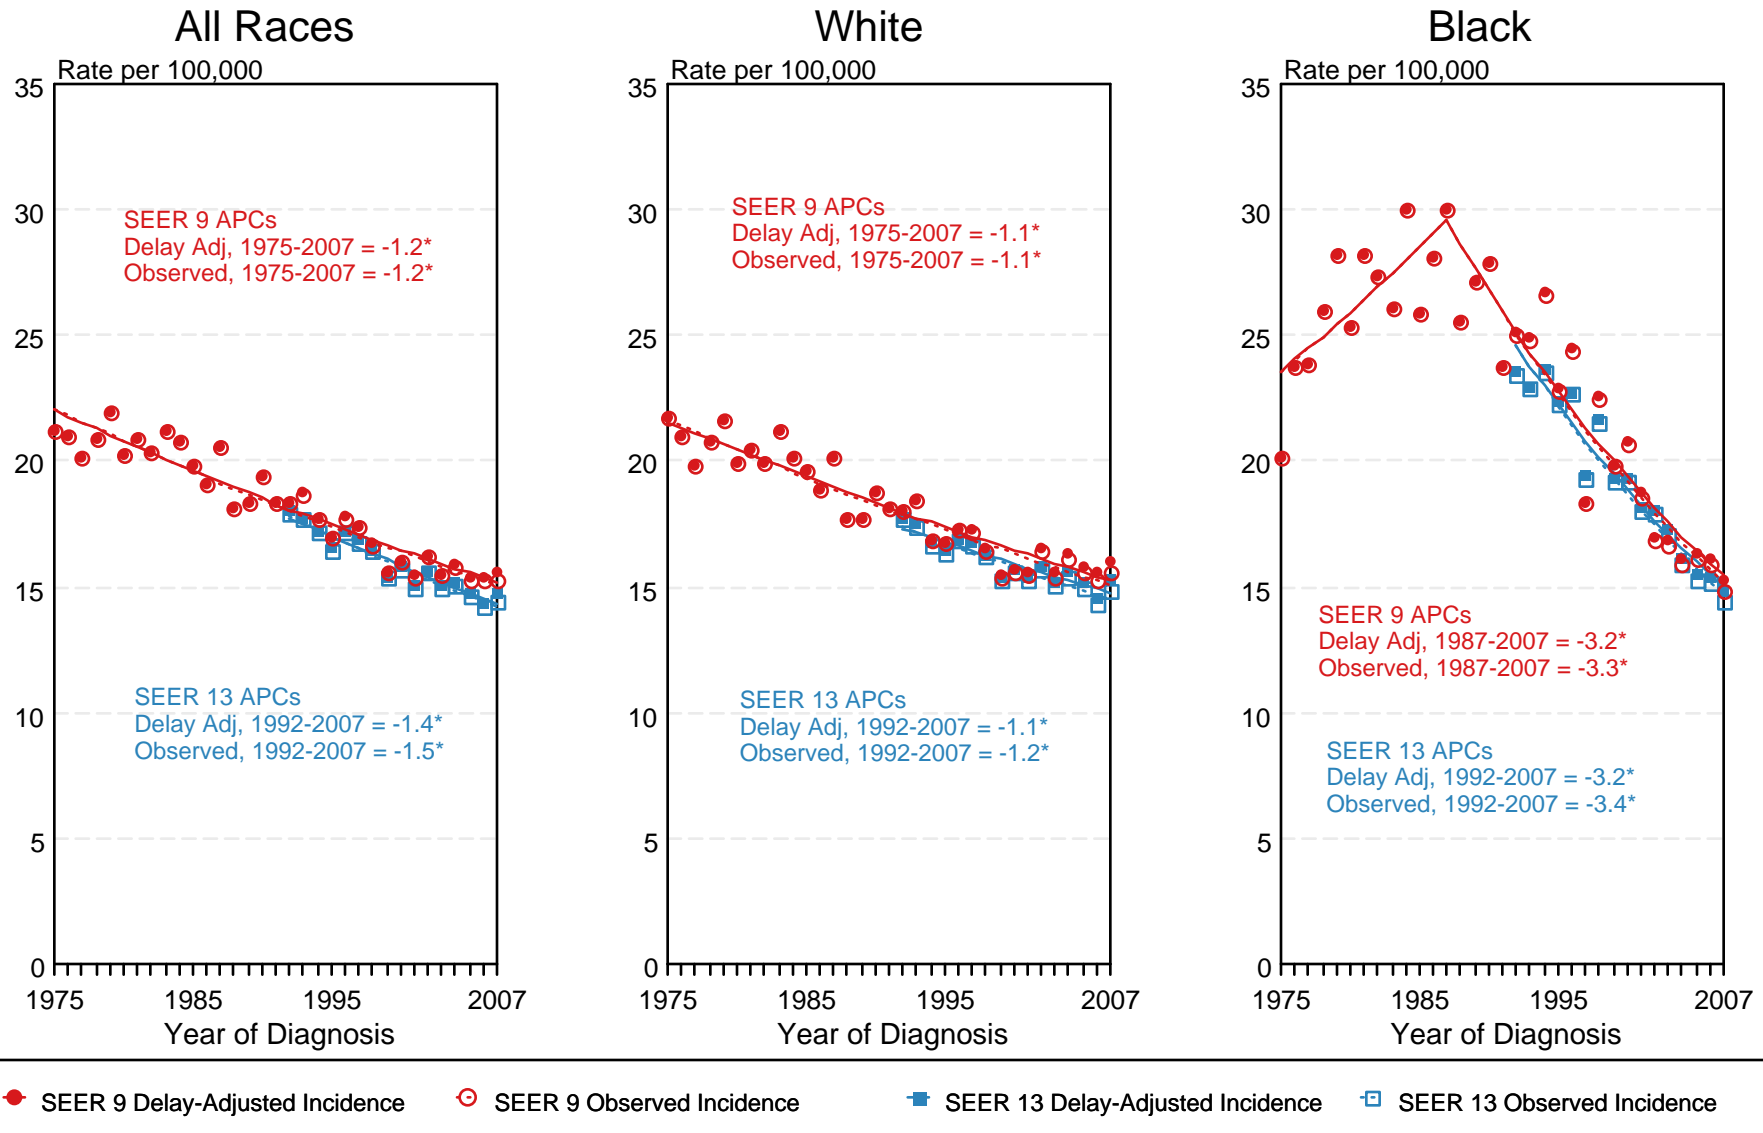 All Races
Rate per 100,000
35
30
25
20
15
10
5
0
SEER 9 APCs
Delay Adj, 1975-2007 = -1.2*
Observed, 1975-2007 = -1.2*
SEER 13 APCs
Delay Adj, 1992-2007 = -1.4*
Observed, 1992-2007 = -1.5*
1975 1985 1995 2007
Year of Diagnosis
White
Rate per 100,000
35
30
25
20
15
10
5
0
SEER 9 APCs
Delay Adj, 1975-2007 = -1.1*
Observed, 1975-2007 = -1.1*
SEER 13 APCs
Delay Adj, 1992-2007 = -1.1*
Observed, 1992-2007 = -1.2*
1975 1985 1995 2007
Year of Diagnosis
Black
Rate per 100,000
35
30
25
20
15
10
5
0
SEER 9 APCs
Delay Adj, 1987-2007 = -3.2*
Observed, 1987-2007 = -3.3*
SEER 13 APCs
Delay Adj, 1992-2007 = -3.2*
Observed, 1992-2007 = -3.4*
1975 1985 1995 2007
Year of Diagnosis
SEER 9 Delay-Adjusted Incidence
SEER 9 Observed Incidence
SEER 13 Delay-Adjusted Incidence
SEER 13 Observed Incidence